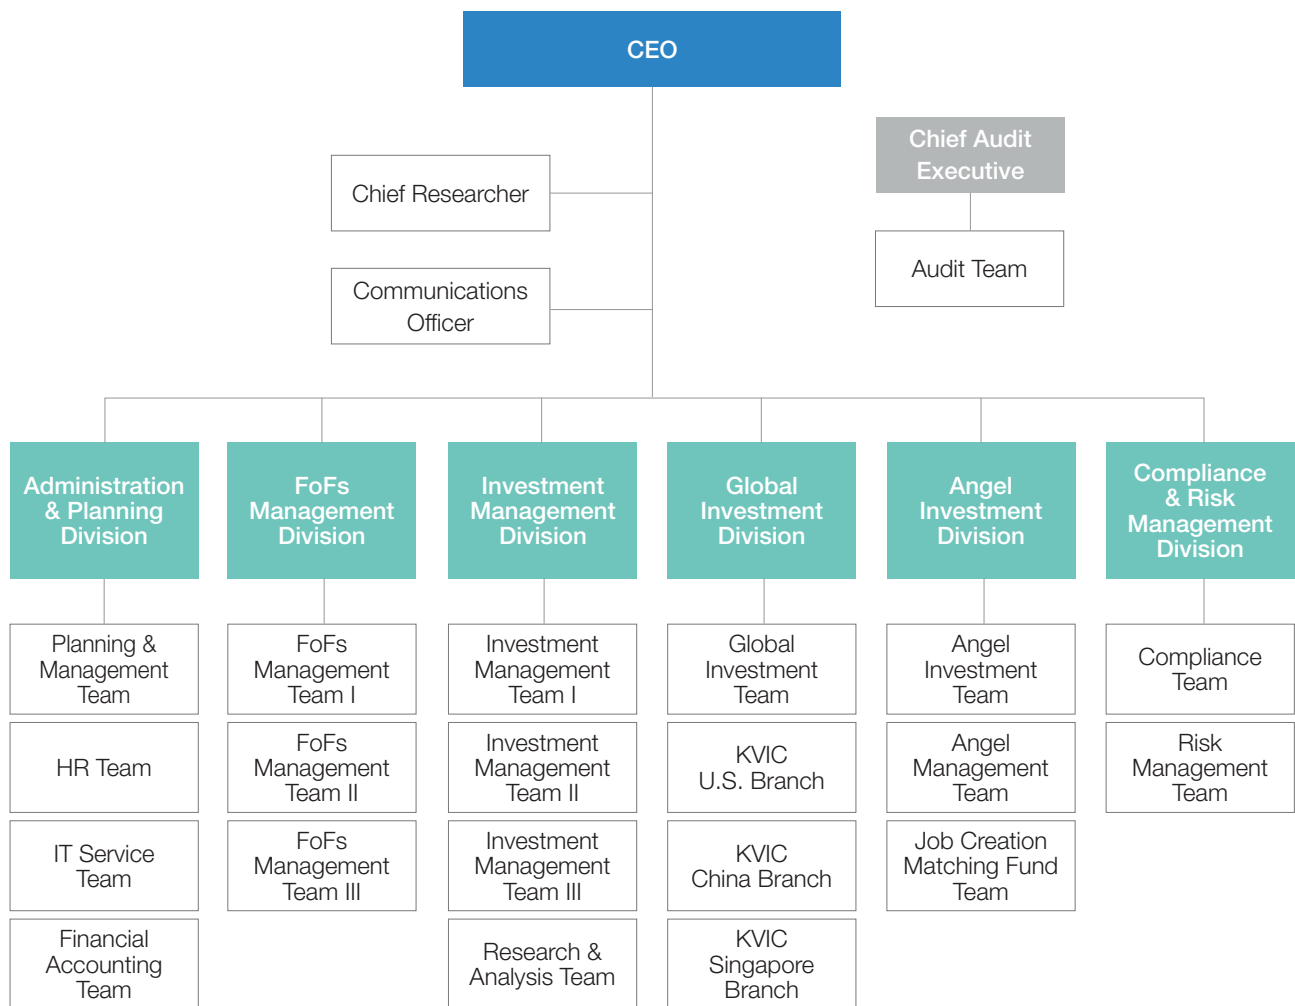 CEO
Chief Audit
Executive
Chief Researcher
Audit Team
Communications
Officer
Administration
& Planning
Division
FoFs
Management
Division
Investment
Management
Division
Global
Investment
Division
Angel
Investment
Division
Compliance
& Risk
Management
Division
Planning &
Management
Team
FoFs
Management
Team I
Investment
Management
Team I
Global
Investment
Team
Angel
Investment
Team
Compliance
Team
HR Team
FoFs
Management
Team II
Investment
Management
Team II
KVIC
U.S. Branch
Angel
Management
Team
Risk
Management
Team
IT Service
Team
FoFs
Management
Team III
Investment
Management
Team III
KVIC
China Branch
Job Creation
Matching Fund
Team
Financial
Accounting
Team
Research &
Analysis Team
KVIC
Singapore
Branch